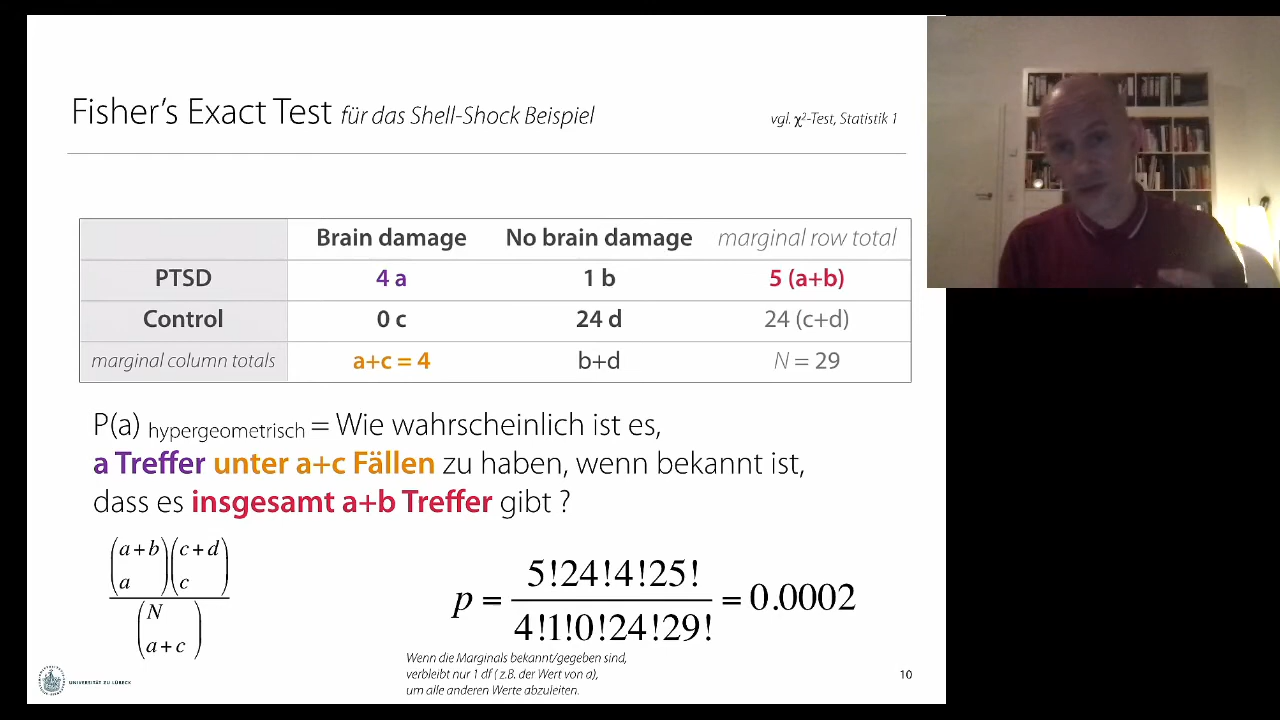 Fisher's Exact Test für das Shell-Shock Beispiel
vgl. χ²-Test, Statistik 1
Brain damage No brain damage marginal row total
PTSD 4 a 1 b 5 (a+b)
Control 0 c 24 d 24 (c+d)
marginal column totals a+c = 4 b+d N = 29
P(a) hypergeometrisch = Wie wahrscheinlich ist es,
a Treffer unter a+c Fällen zu haben, wenn bekannt ist,
dass es insgesamt a+b Treffer gibt ?
(a+b) (c+d)
(a) (c)
(N)
(a+c)
5!24!4!25!
p = = 0.0002
4!1!0!24!29!
Wenn die Marginals bekannt/gegeben sind,
verbleibt nur 1 df ( z.B. der Wert von a),
um alle anderen Werte abzuleiten.
UNIVERSITÄT ZU LÜBECK
10